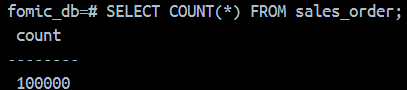 fomic_db=# SELECT COUNT(*) FROM sales_order;
count
--------
100000